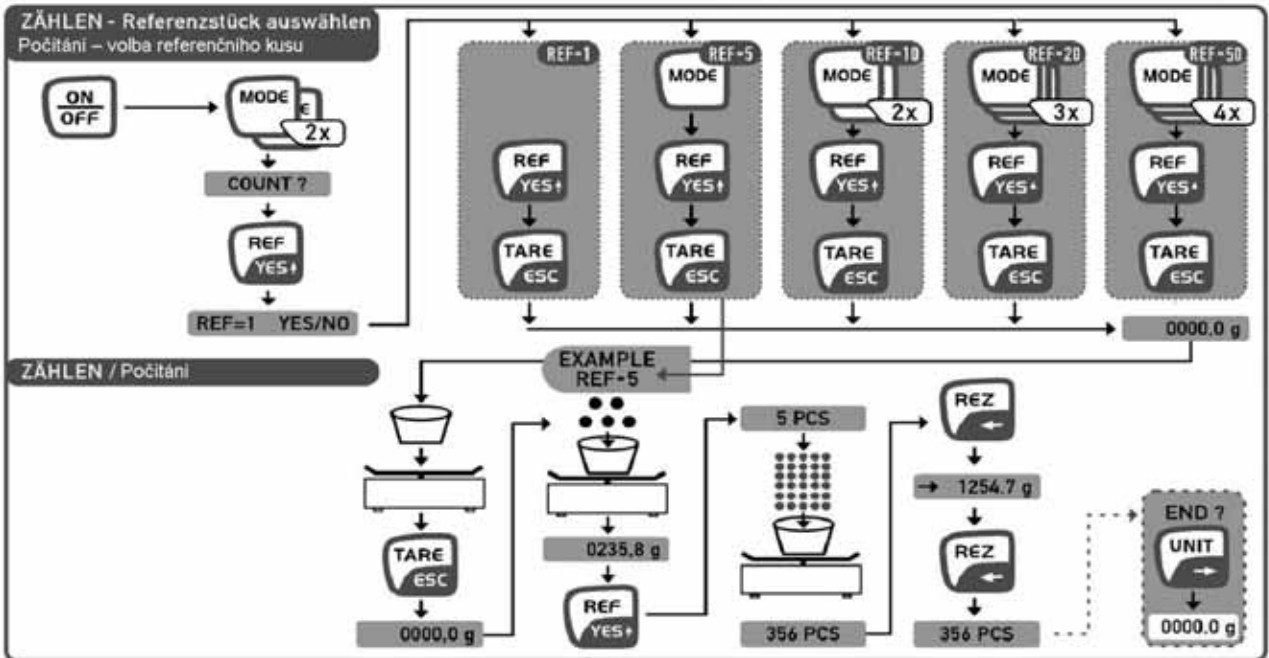 ZÄHLEN - Referenzstück auswählen
Počítání – volba referenčního kusu
ON
OFF
MODE
2x
COUNT ?
REF
YES
REF=1 YES/NO
REF-1
REF
YES
TARE
ESC
REF-5
MODE
REF
YES
TARE
ESC
REF-10
MODE
2x
REF
YES
TARE
ESC
REF-20
MODE
3x
REF
YES
TARE
ESC
REF-50
MODE
4x
REF
YES
TARE
ESC
0000.0 g
ZÄHLEN / Počítání
TARE
ESC
0000,0 g
EXAMPLE
REF-5
0235,8 g
REF
YES
5 PCS
356 PCS
REZ
→ 1254.7 g
REZ
356 PCS
END ?
UNIT
0000.0 g